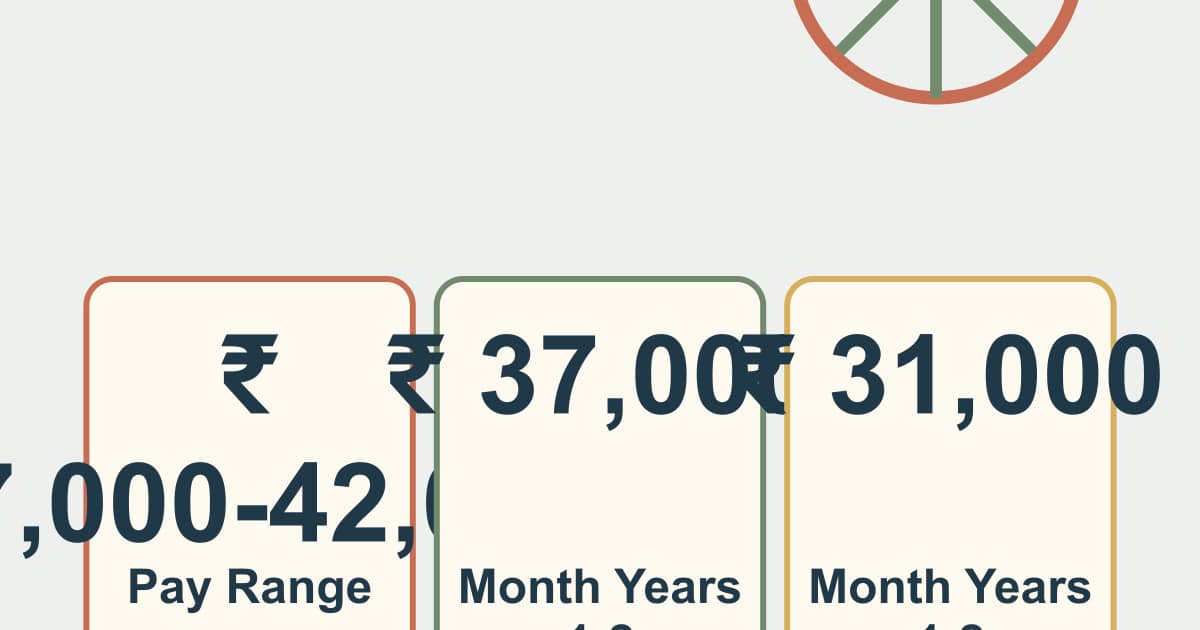 ₹
,000-42,
Pay Range
₹ 37,00
Month Years
₹ 31,000
Month Years